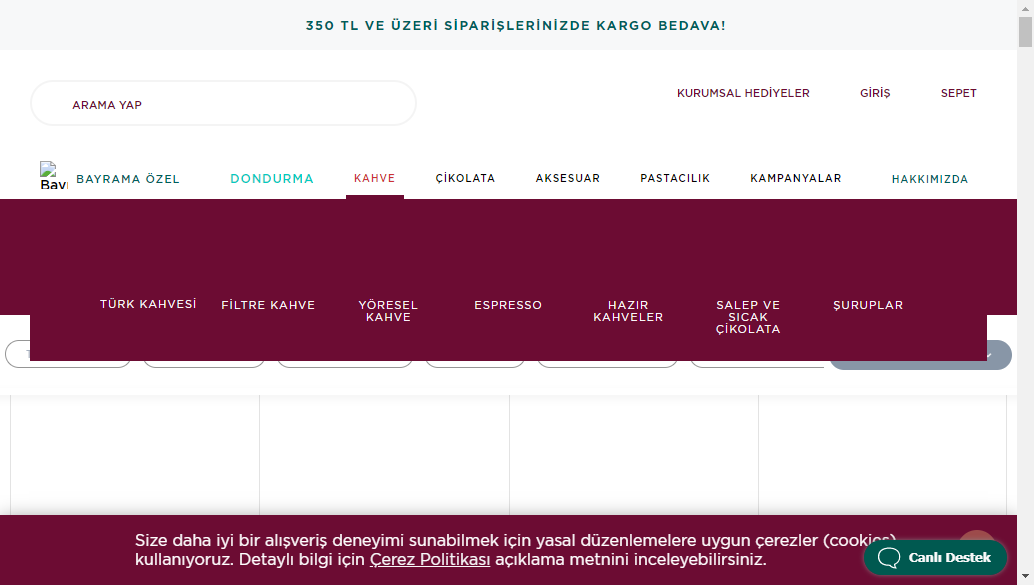 350 TL VE ÜZERİ SİPARİŞLERİNİZDE KARGO BEDAVA!
ARAMA YAP
KURUMSAL HEDİYELER
GİRİŞ
SEPET
BAYRAMA ÖZEL
DONDURMA
KAHVE
ÇİKOLATA
AKSESUAR
PASTACILIK
KAMPANYALAR
HAKKIMIZDA
TÜRK KAHVESİ
FİLTRE KAHVE
YÖRESEL
KAHVE
ESPRESSO
HAZIR
KAHVELER
SALEP VE
SICAK
ÇİKOLATA
ŞURUPLAR
Size daha iyi bir alışveriş deneyimi sunabilmek için yasal düzenlemelere uygun çerezler (cookies)
kullanıyoruz. Detaylı bilgi için Çerez Politikası açıklama metnini inceleyebilirsiniz.
Canlı Destek